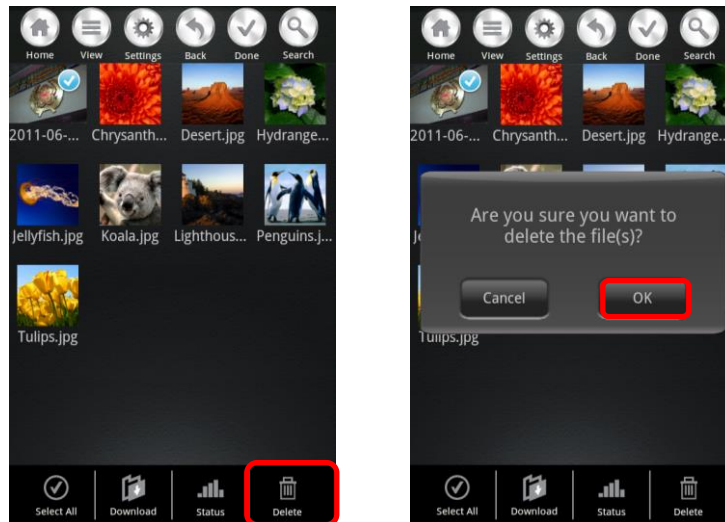 Home View Settings Back Done Search
2011-06-... Chrysanth... Desert.jpg Hydrange...
Jellyfish.jpg Koala.jpg Lighthous... Penguins.j...
Tulips.jpg
Select All Download Status Delete
Home View Settings Back Done Search
2011-06-... Chrysanth... Desert.jpg Hydrange..
Je
Are you sure you want to
delete the file(s)?
Cancel OK
Tulips.jpg
Select All Download Status Delete